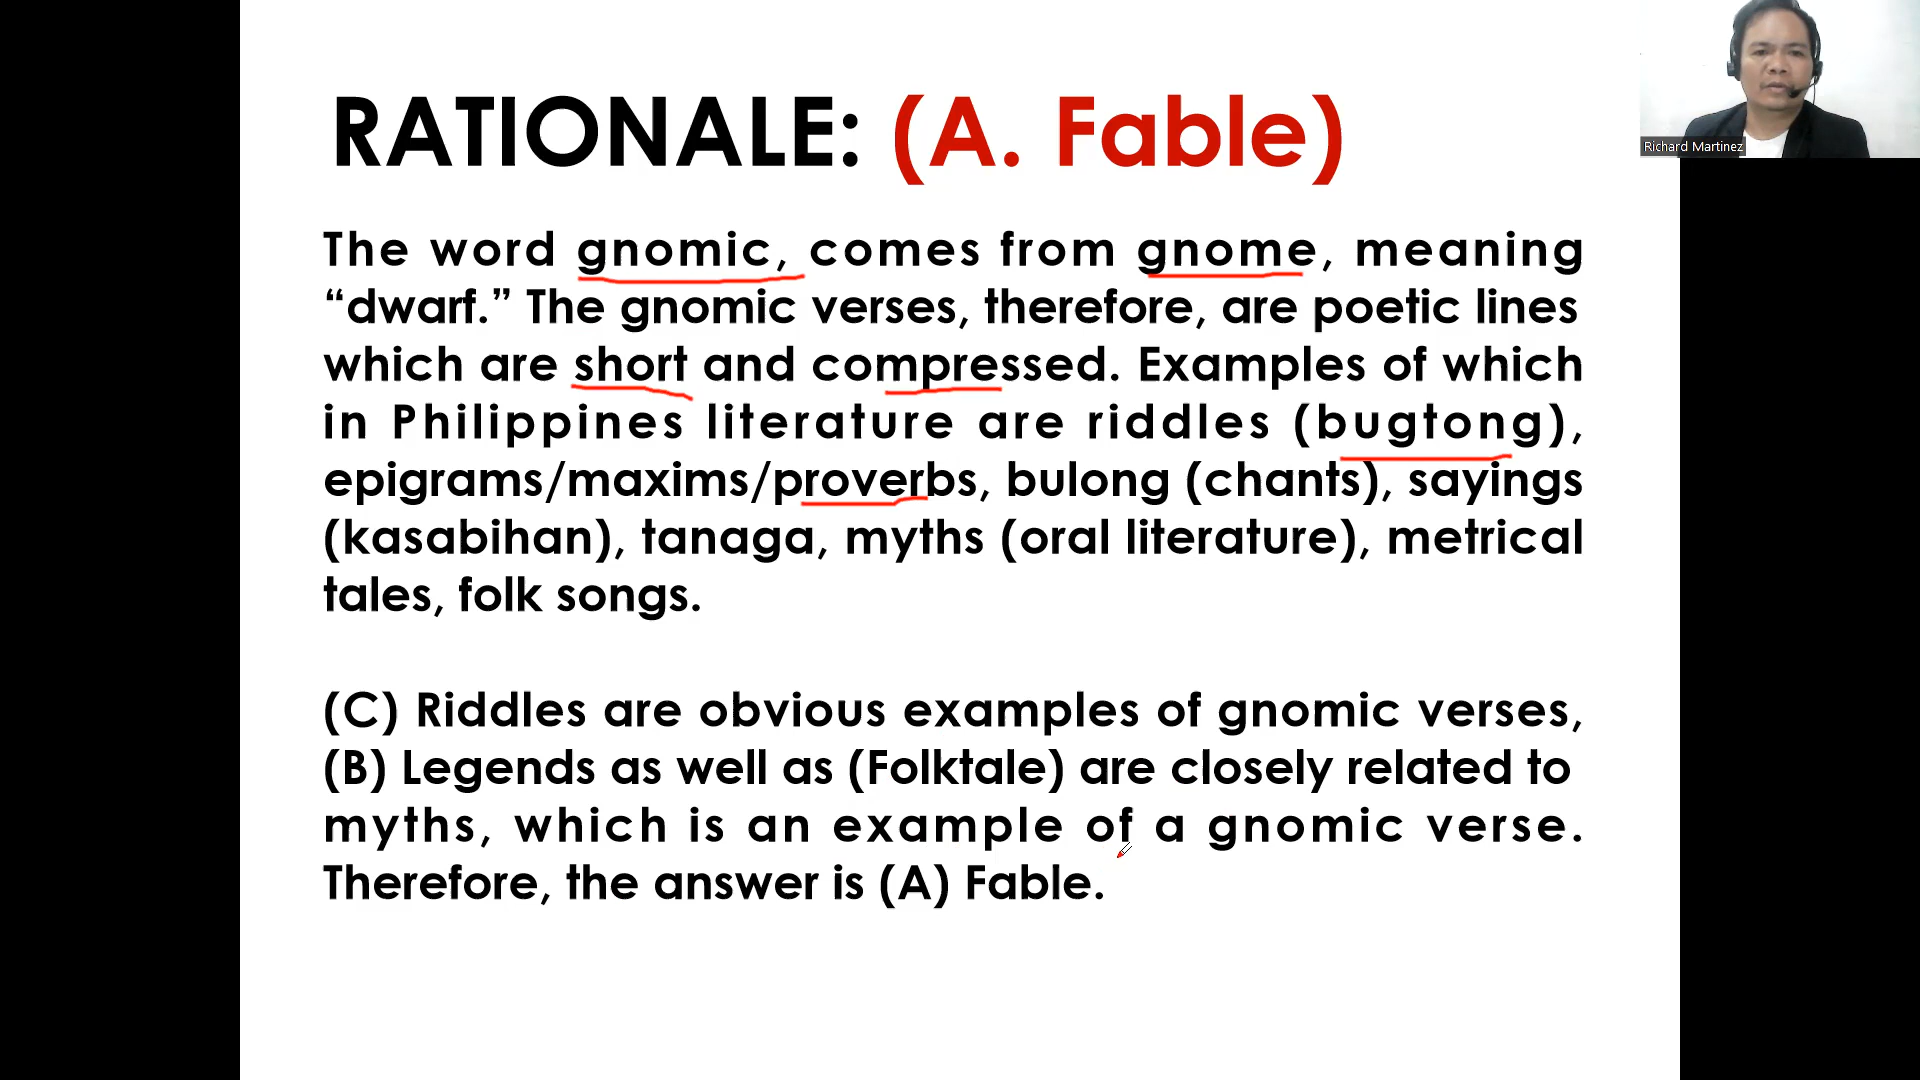 RATIONALE: (A. Fable)
Richard Martinez
The word gnomic, comes from gnome, meaning
“dwarf.” The gnomic verses, therefore, are poetic lines
which are short and compressed. Examples of which
in Philippines literature are riddles (bugtong),
epigrams/maxims/proverbs, bulong (chants), sayings
(kasabihan), tanaga, myths (oral literature), metrical
tales, folk songs.
(C) Riddles are obvious examples of gnomic verses,
(B) Legends as well as (Folktale) are closely related to
myths, which is an example of a gnomic verse.
Therefore, the answer is (A) Fable.